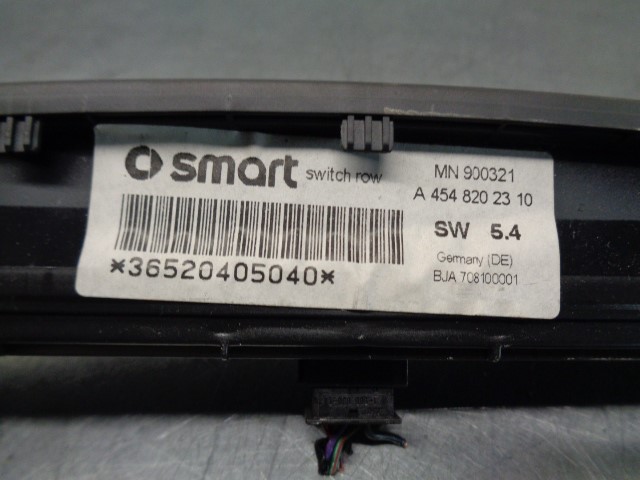 smart switch row
MN 900321
A 454 820 23 10
SW 5.4
Germany (DE)
BJA 708100001
*36520405040*